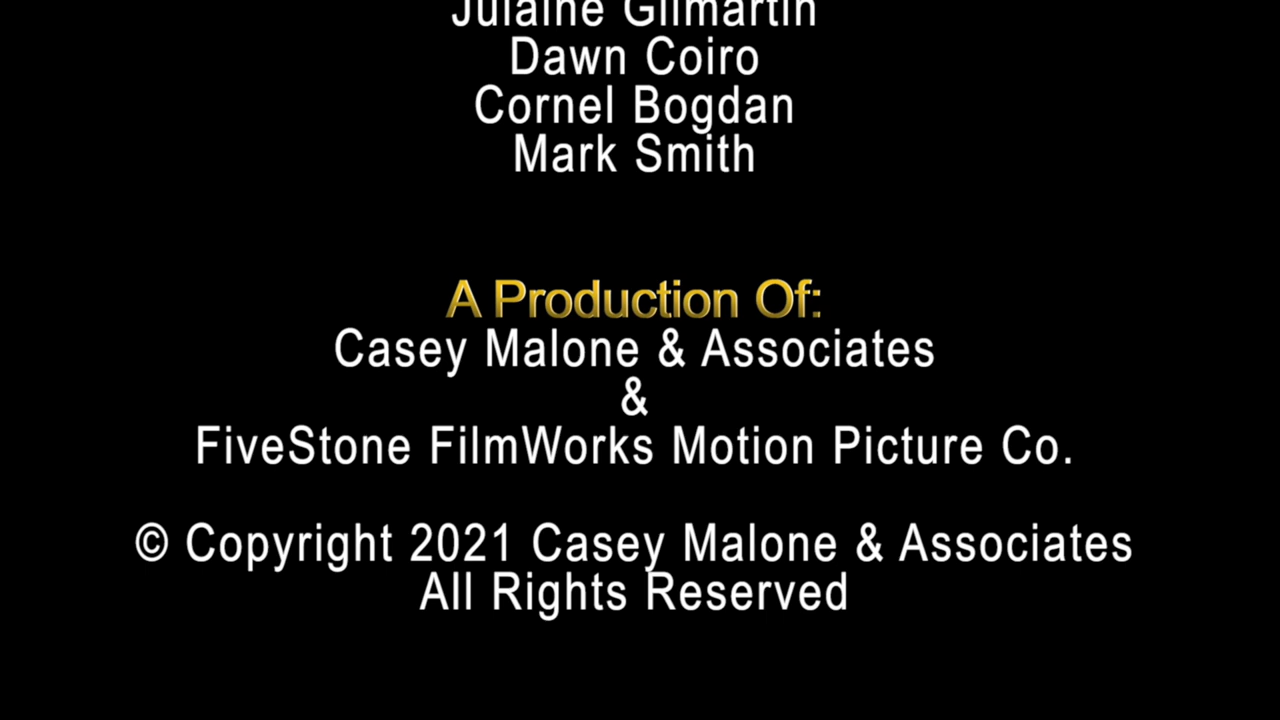 Julaine Gilmartin
Dawn Coiro
Cornel Bogdan
Mark Smith
A Production Of:
Casey Malone & Associates
&
FiveStone FilmWorks Motion Picture Co.
© Copyright 2021 Casey Malone & Associates
All Rights Reserved